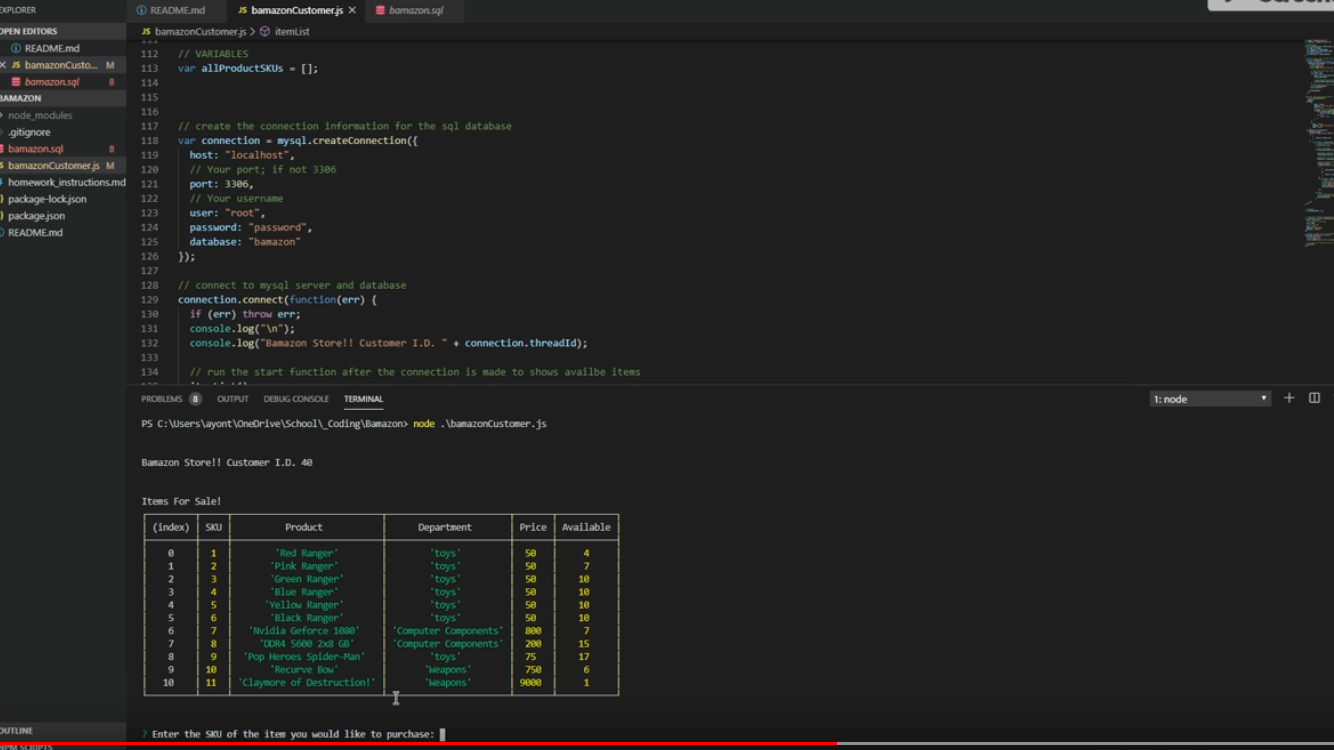 EXPLORER
README.md
JS bamazonCustomer.js ×
bamazon.sql
OPEN EDITORS
README.md
× JS bamazonCusto... M
bamazon.sql 8
BAMAZON
node_modules
.gitignore
bamazon.sql 8
bamazonCustomer.js M
homework_instructions.md
package-lock.json
package.json
README.md
OUTLINE
NPM SCRIPTS
JS bamazonCustomer.js > itemList
111
112 // VARIABLES
113 var allProductSKUs = [];
114
115
116
117 // create the connection information for the sql database
118 var connection = mysql.createConnection({
119 host: "localhost",
120 // Your port; if not 3306
121 port: 3306,
122 // Your username
123 user: "root",
124 password: "password",
125 database: "bamazon"
126 });
127
128 // connect to mysql server and database
129 connection.connect(function(err) {
130 if (err) throw err;
131 console.log("\n");
132 console.log("Bamazon Store!! Customer I.D. " + connection.threadId);
133
134 // run the start function after the connection is made to shows availbe items
PROBLEMS 8 OUTPUT DEBUG CONSOLE TERMINAL
1: node
PS C:\Users\ayont\OneDrive\School\_Coding\Bamazon> node .\bamazonCustomer.js
Bamazon Store!! Customer I.D. 40
Items For Sale!
(index) SKU Product Department Price Available
0 1 'Red Ranger' 'toys' 50 4
1 2 'Pink Ranger' 'toys' 50 7
2 3 'Green Ranger' 'toys' 50 10
3 4 'Blue Ranger' 'toys' 50 10
4 5 'Yellow Ranger' 'toys' 50 10
5 6 'Black Ranger' 'toys' 50 10
6 7 'Nvidia Geforce 1080' 'Computer Components' 800 7
7 8 'DDR4 5600 2x8 GB' 'Computer Components' 200 15
8 9 'Pop Heroes Spider-Man' 'toys' 75 17
9 10 'Recurve Bow' 'Weapons' 750 6
10 11 'Claymore of Destruction!' 'Weapons' 9000 1
? Enter the SKU of the item you would like to purchase: